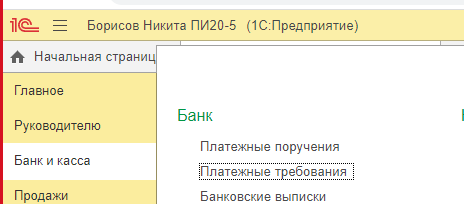 1С Борисов Никита ПИ20-5 (1С:Предприятие)
Начальная страниц
Главное
Руководителю
Банк и касса
Продажи
Банк
Платежные поручения
Платежные требования
Банковские выписки